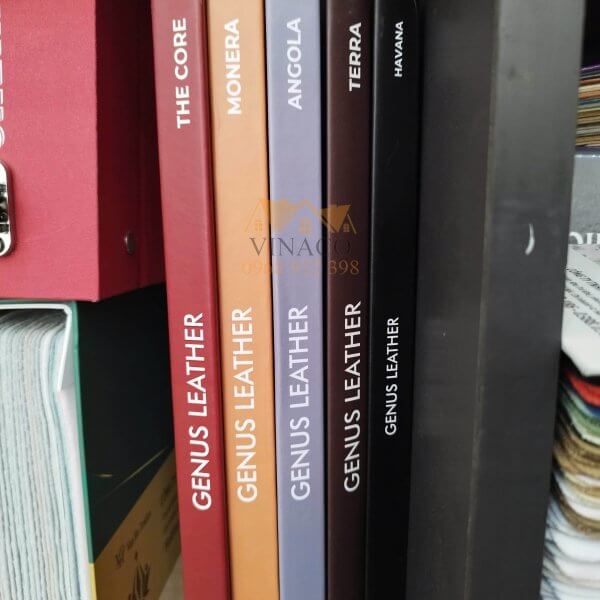 THE CORE
GENUS LEATHER
MONERA
GENUS LEATHER
ANGOLA
GENUS LEATHER
TERRA
GENUS LEATHER
HAVANA
GENUS LEATHER
VINACO